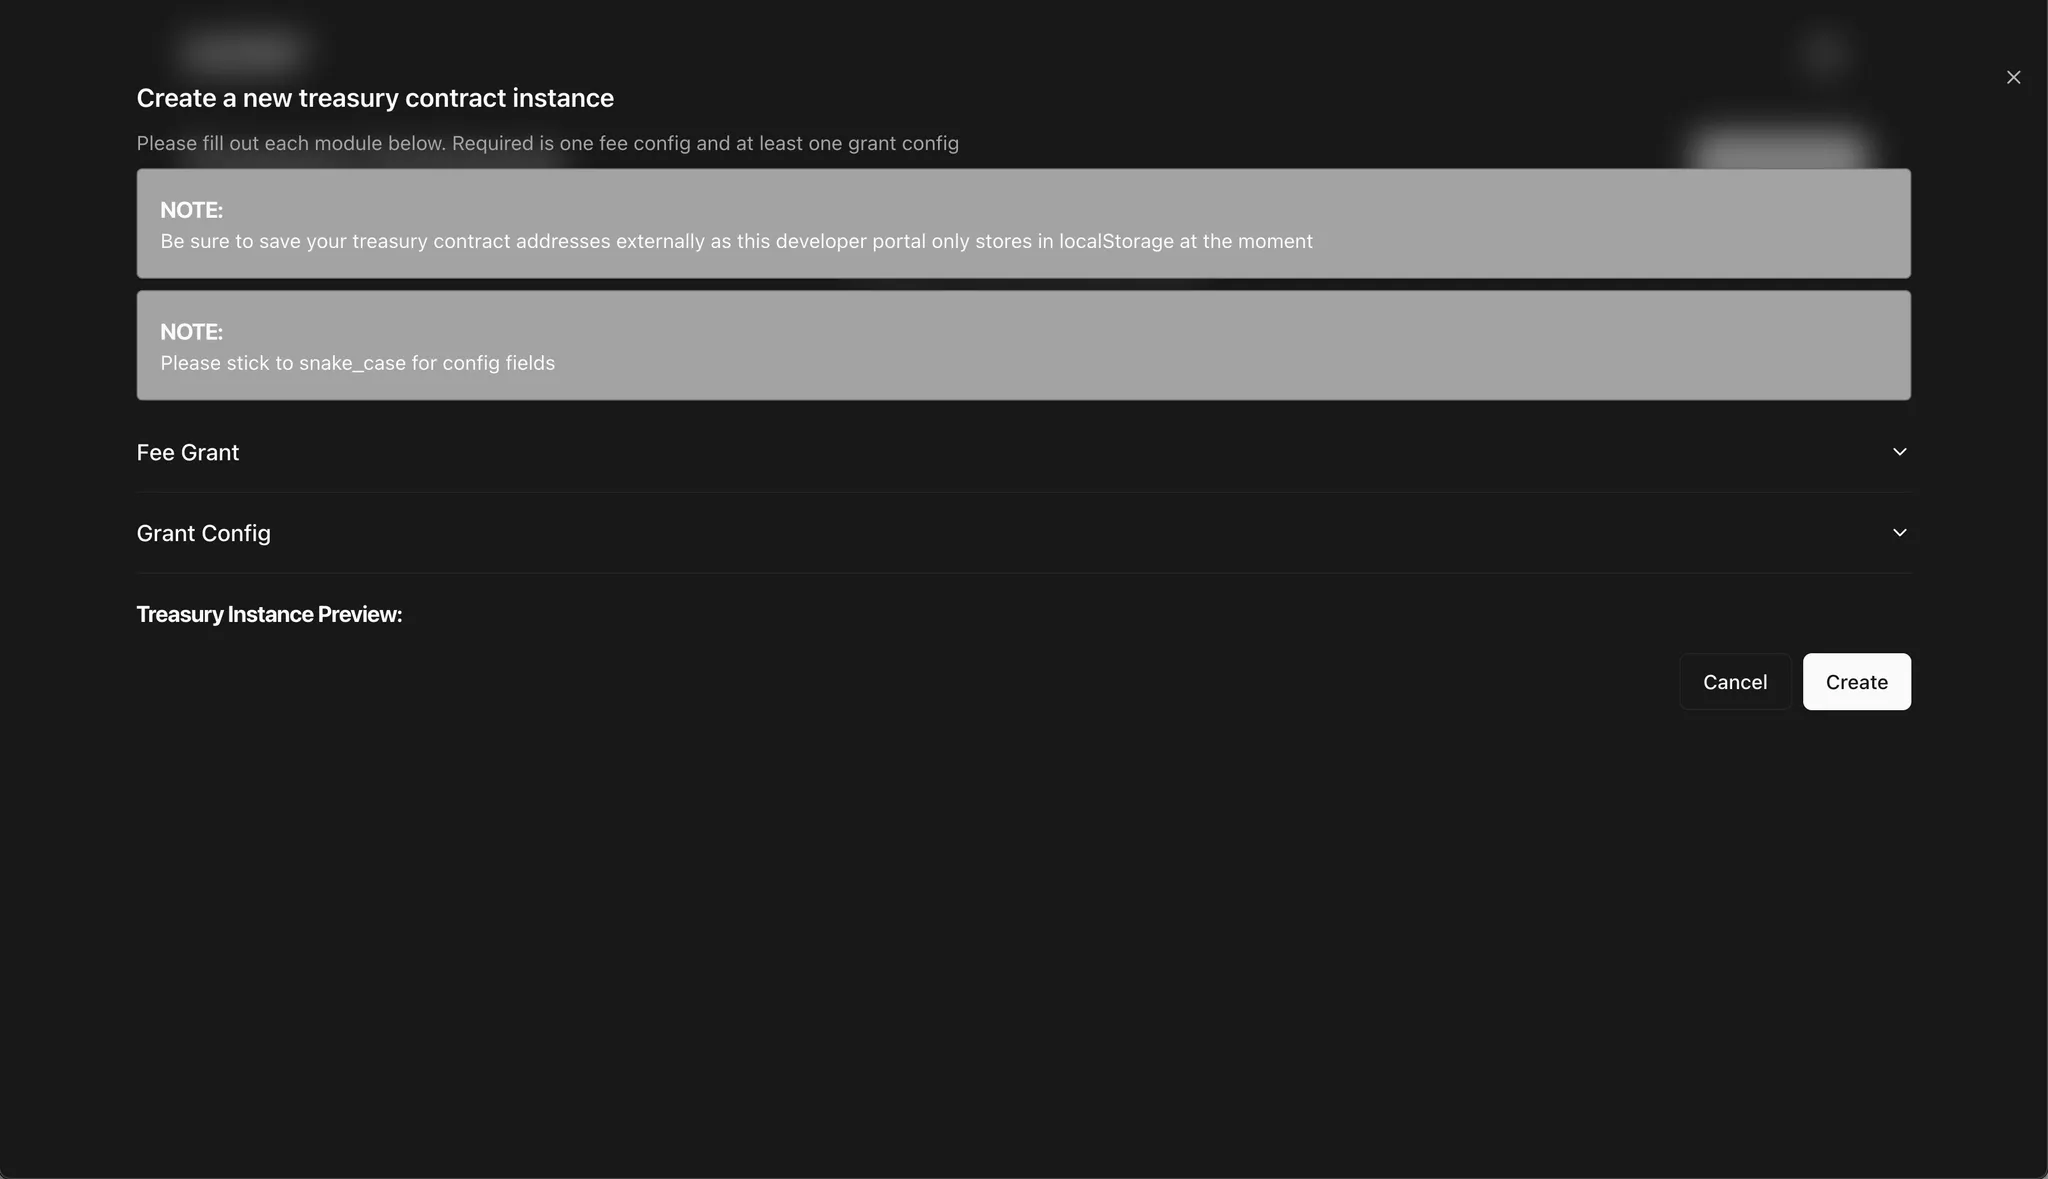 Create a new treasury contract instance
Please fill out each module below. Required is one fee config and at least one grant config
NOTE:
Be sure to save your treasury contract addresses externally as this developer portal only stores in localStorage at the moment
NOTE:
Please stick to snake_case for config fields
Fee Grant
Grant Config
Treasury Instance Preview:
Cancel
Create